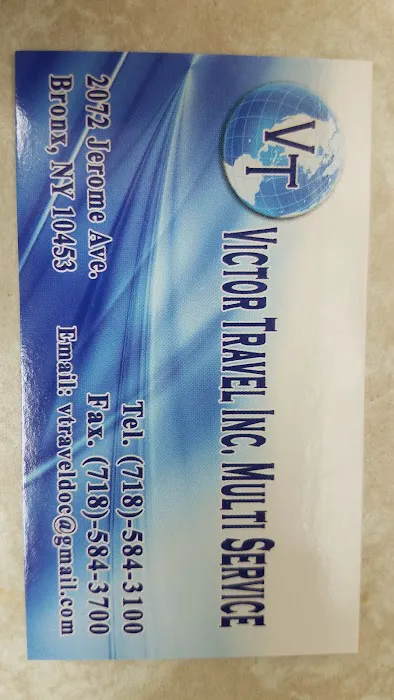 VT
VICTOR TRAVEL INC. MULTI SERVICE
Tel. (718)-584-3100
2072 Jerome Ave. Fax. (718)-584-3700
Bronx, NY 10453 Email: vtraveldoc@gmail.com